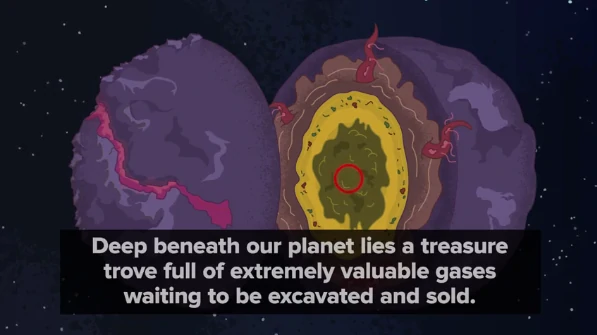 Deep beneath our planet lies a treasure
trove full of extremely valuable gases
waiting to be excavated and sold.